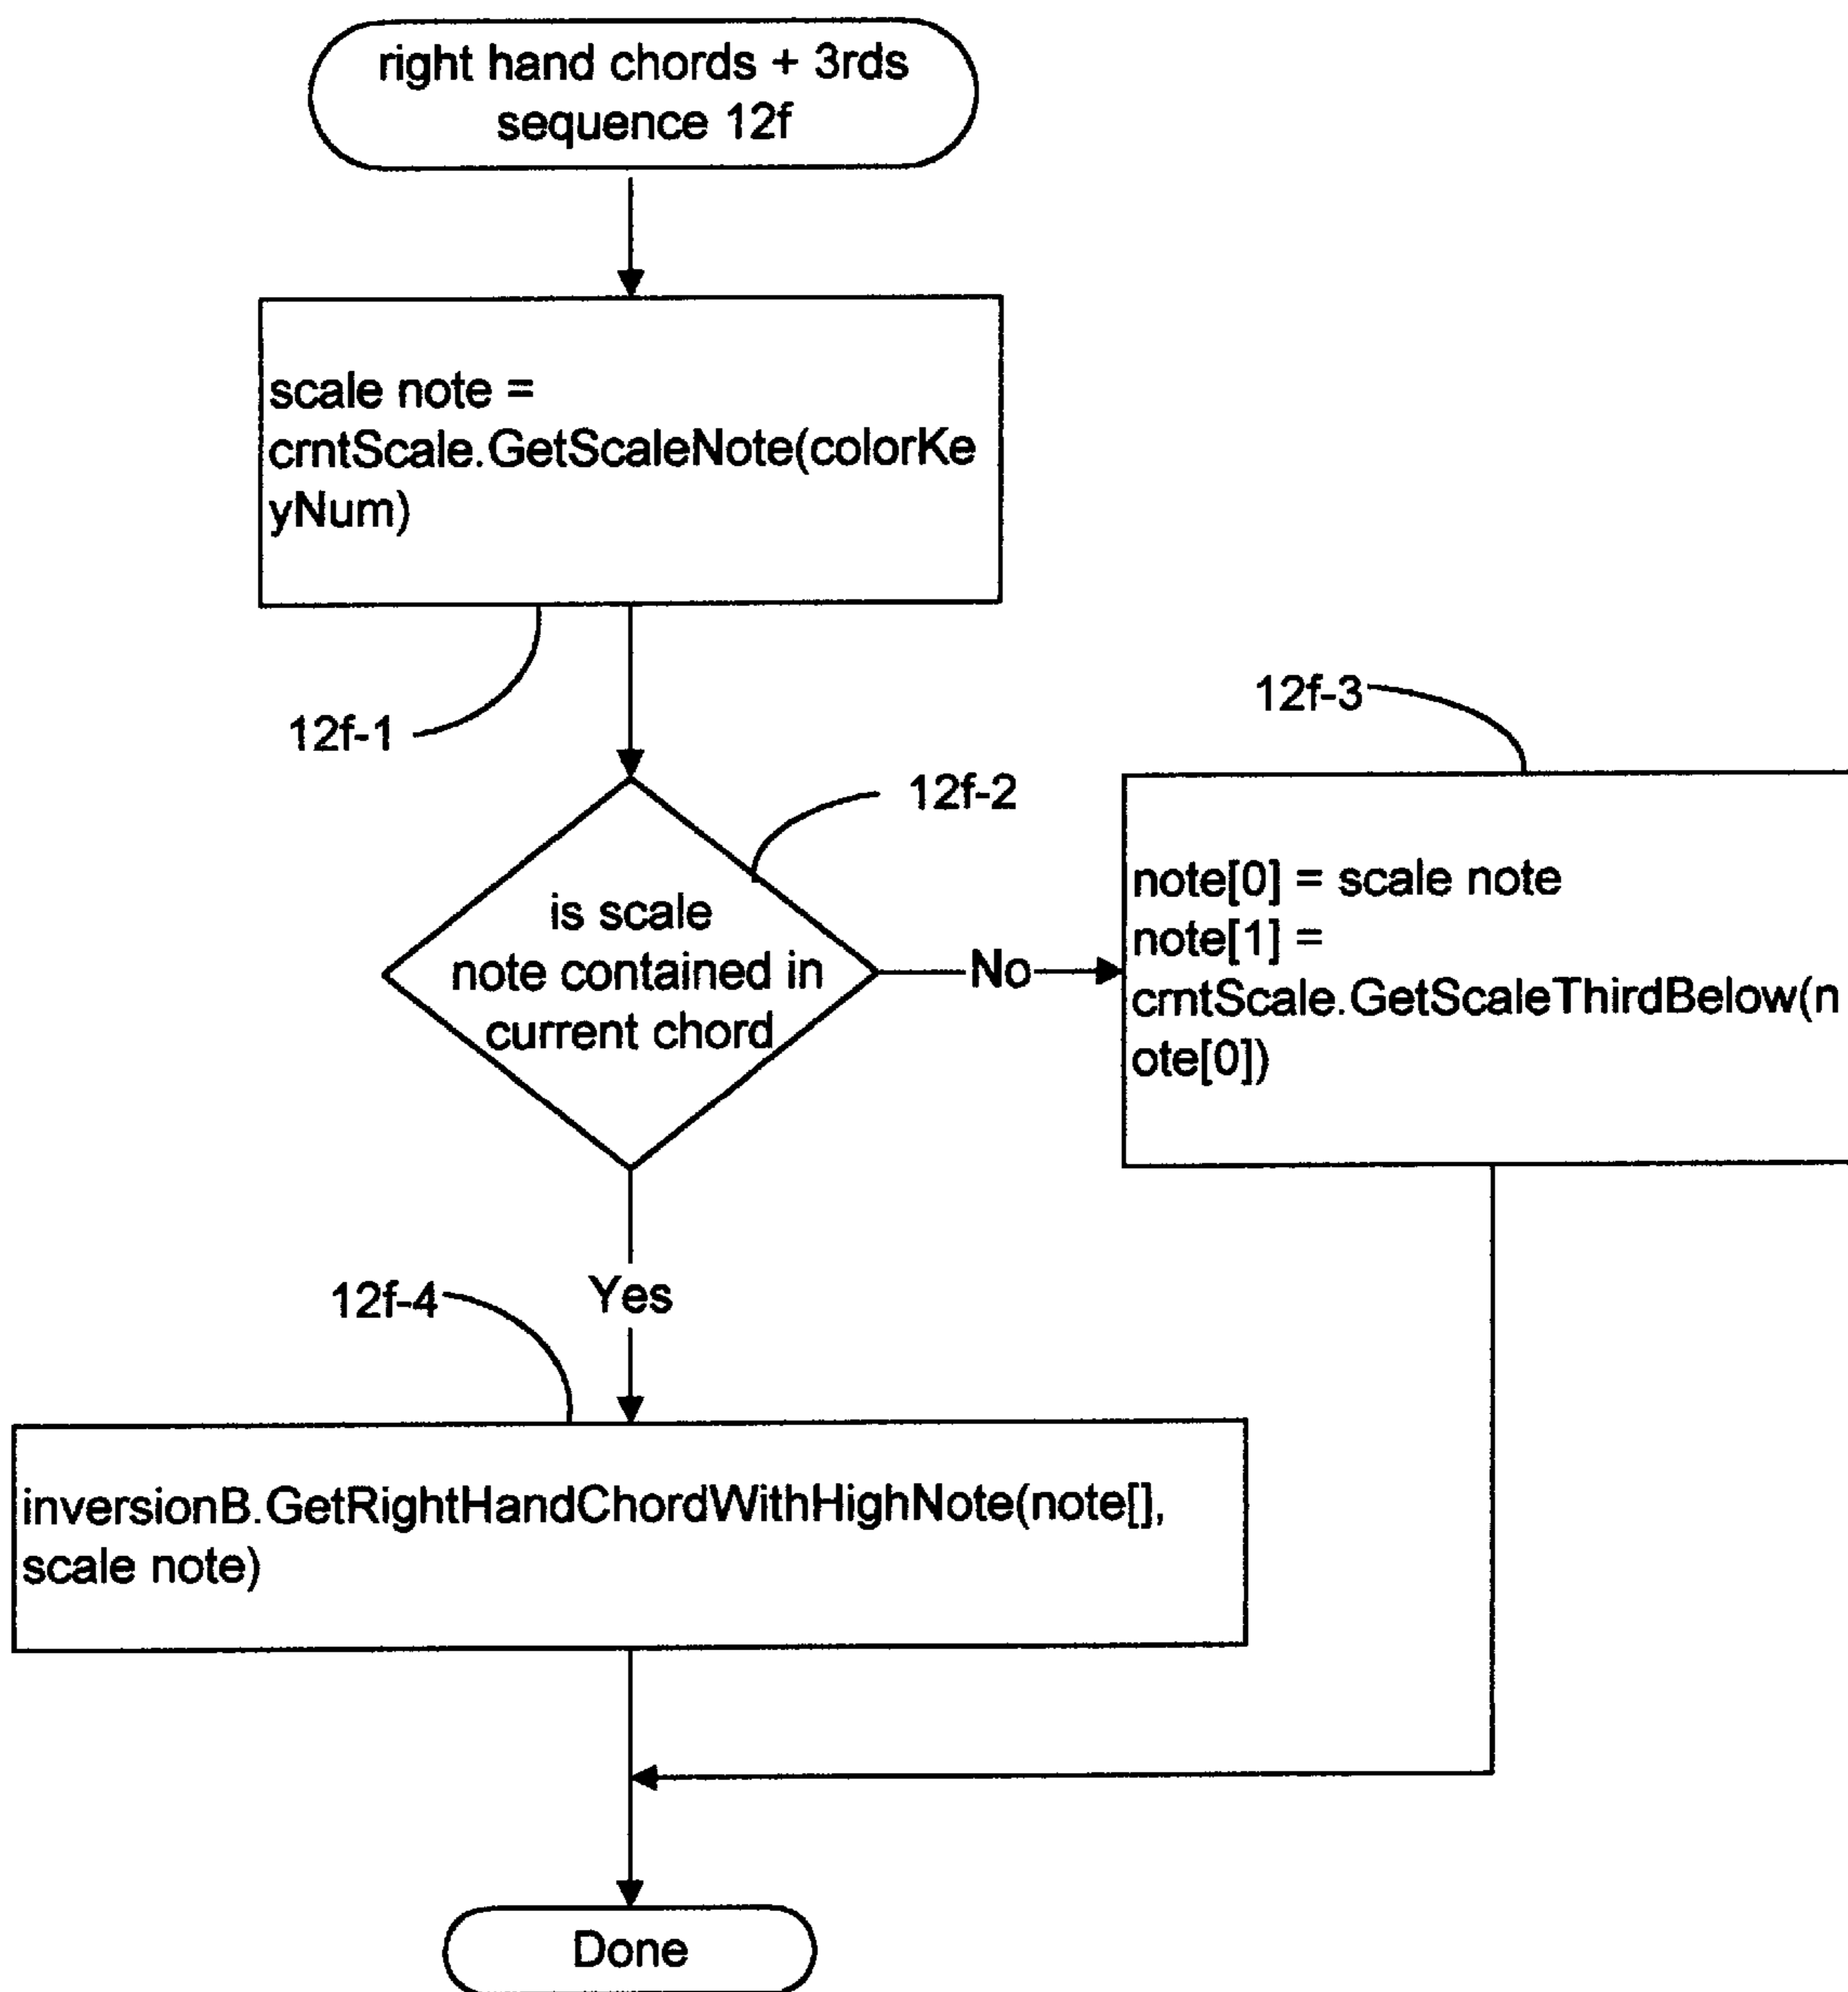 right hand chords + 3rds
sequence 12f
scale note =
crntScale.GetScaleNote(colorKe
yNum)
12f-1
12f-2
12f-3
is scale
note contained in
current chord
No
note[0] = scale note
note[1] =
crntScale.GetScaleThirdBelow(n
ote[0])
Yes
12f-4
inversionB.GetRightHandChordWithHighNote(note[],
scale note)
Done